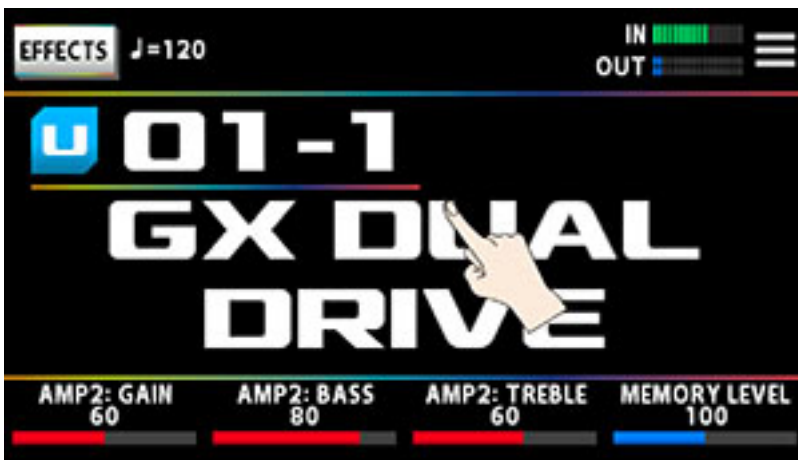 EFFECTS ♩=120 IN
OUT
U 01-1
GX DUAL
DRIVE
AMP2: GAIN AMP2: BASS AMP2: TREBLE MEMORY LEVEL
60 80 60 100